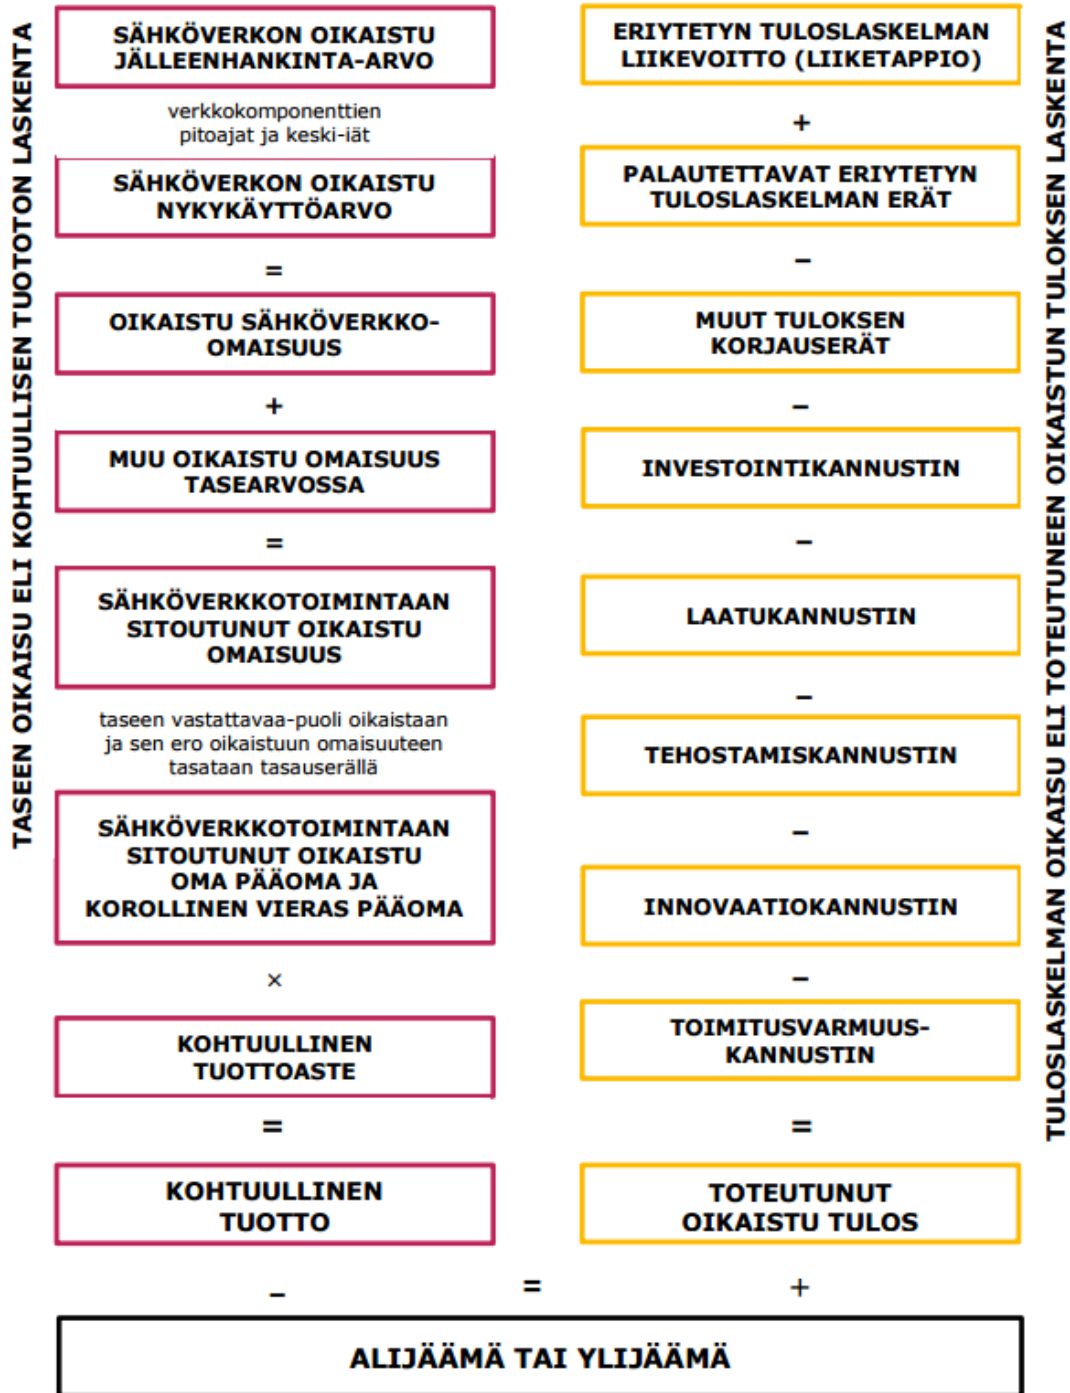 TASEEN OIKAISU ELI KOHTUULLISEN TUOTOTON LASKENTA
SÄHKÖVERKON OIKAISTU
JÄLLEENHANKINTA-ARVO
verkkokomponenttien
pitoajat ja keski-iät
SÄHKÖVERKON OIKAISTU
NYKYKÄYTTÖARVO
=
OIKAISTU SÄHKÖVERKKO-
OMAISUUS
+
MUU OIKAISTU OMAISUUS
TASEARVOSSA
=
SÄHKÖVERKKOTOIMINTAAN
SITOUTUNUT OIKAISTU
OMAISUUS
taseen vastattavaa-puoli oikaistaan
ja sen ero oikaistuun omaisuuteen
tasataan tasauserällä
SÄHKÖVERKKOTOIMINTAAN
SITOUTUNUT OIKAISTU
OMA PÄÄOMA JA
KOROLLINEN VIERAS PÄÄOMA
×
KOHTUULLINEN
TUOTTOASTE
=
KOHTUULLINEN
TUOTTO
–
ERIYTETYN TULOSLASKELMAN
LIIKEVOITTO (LIIKETAPPIO)
+
PALAUTETTAVAT ERIYTETYN
TULOSLASKELMAN ERÄT
–
MUUT TULOKSEN
KORJAUSERÄT
–
INVESTOINTIKANNUSTIN
–
LAATUKANNUSTIN
–
TEHOSTAMISKANNUSTIN
–
INNOVAATIOKANNUSTIN
–
TOIMITUSVARMUUS-
KANNUSTIN
=
TOTEUTUNUT
OIKAISTU TULOS
+
TULOSLASKELMAN OIKAISU ELI TOTEUTUNEEN OIKAISTUN TULOKSEN LASKENTA
=
ALIJÄÄMÄ TAI YLIJÄÄMÄ